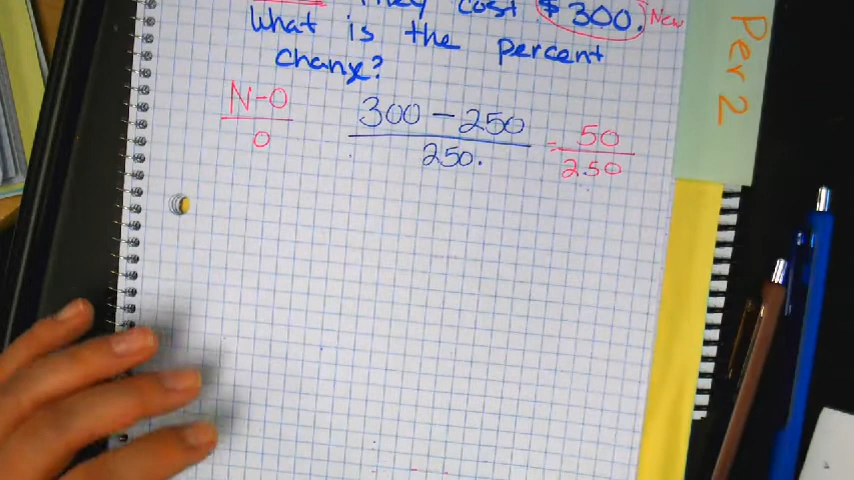 They cost $300. New
What is the percent
change?
N-O
O
300 - 250
250.
= 50
250
Per 2